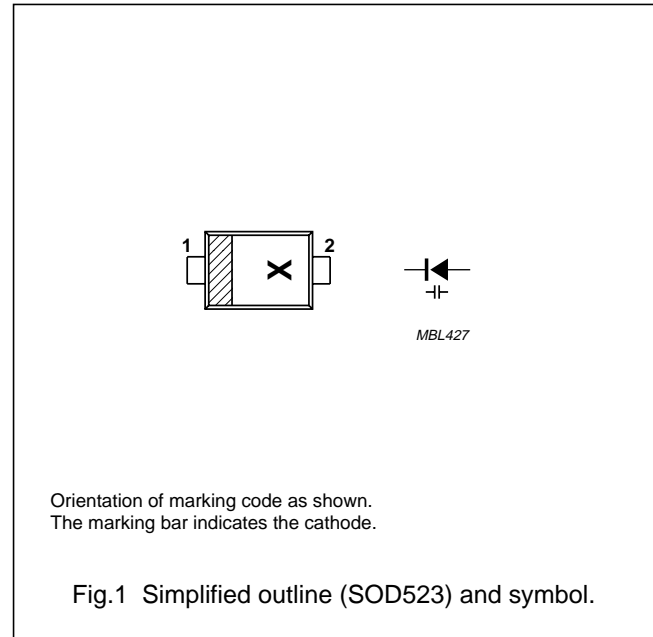 1 2
X
MBL427
Orientation of marking code as shown.
The marking bar indicates the cathode.
Fig.1 Simplified outline (SOD523) and symbol.